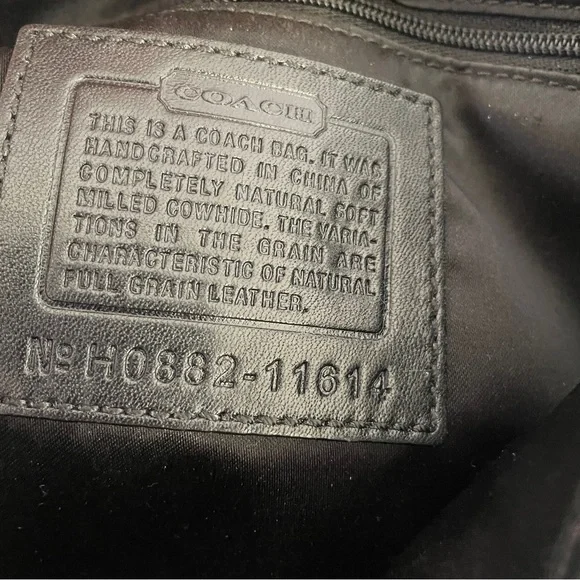 COACH
THIS IS A COACH BAG. IT WAS
HANDCRAFTED IN CHINA OF
COMPLETELY NATURAL SOFT
MILLED COWHIDE. THE VARIA-
TIONS IN THE GRAIN ARE
CHARACTERISTIC OF NATURAL
FULL GRAIN LEATHER.
No H0882-11614